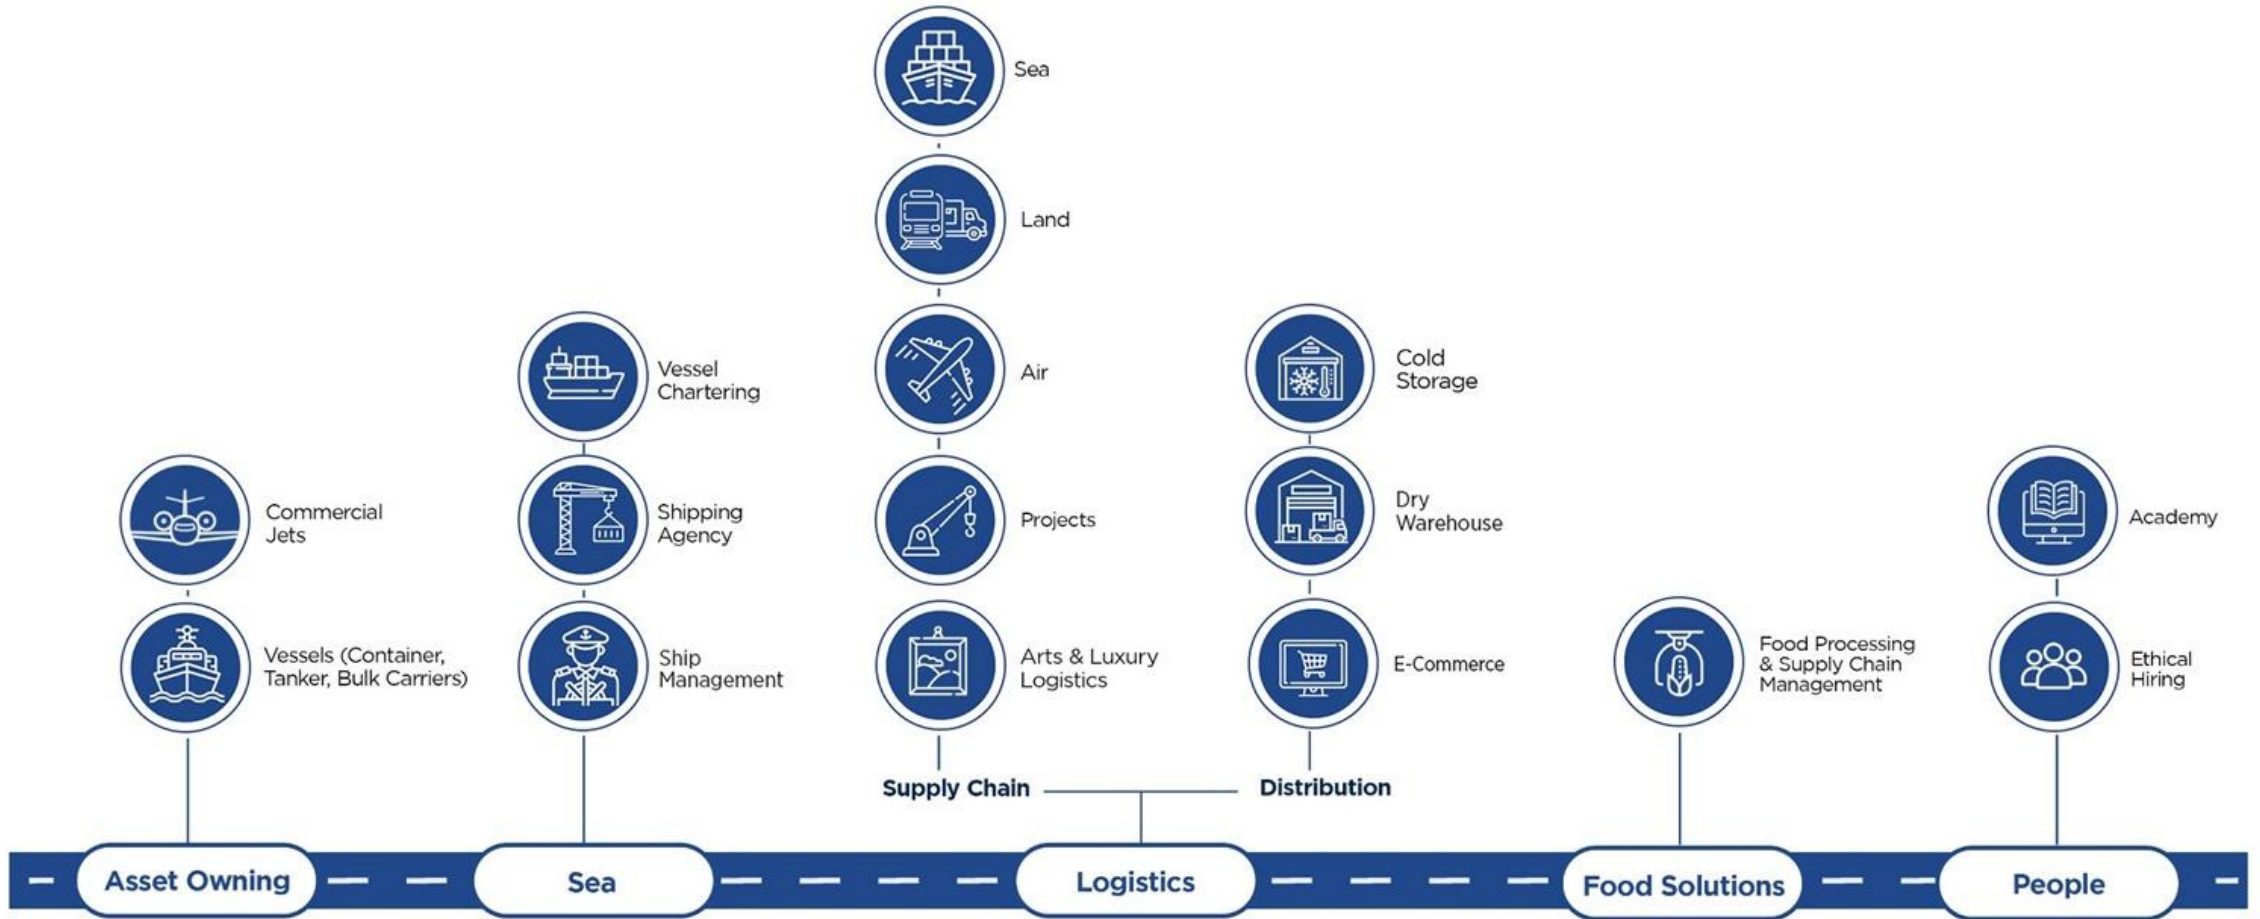 Sea
Land
Air
Projects
Arts & Luxury
Logistics
Supply Chain
Vessel
Chartering
Shipping
Agency
Ship
Management
Commercial
Jets
Vessels (Container,
Tanker, Bulk Carriers)
Cold
Storage
Dry
Warehouse
E-Commerce
Distribution
Food Processing
& Supply Chain
Management
Academy
Ethical
Hiring
Asset Owning
Sea
Logistics
Food Solutions
People